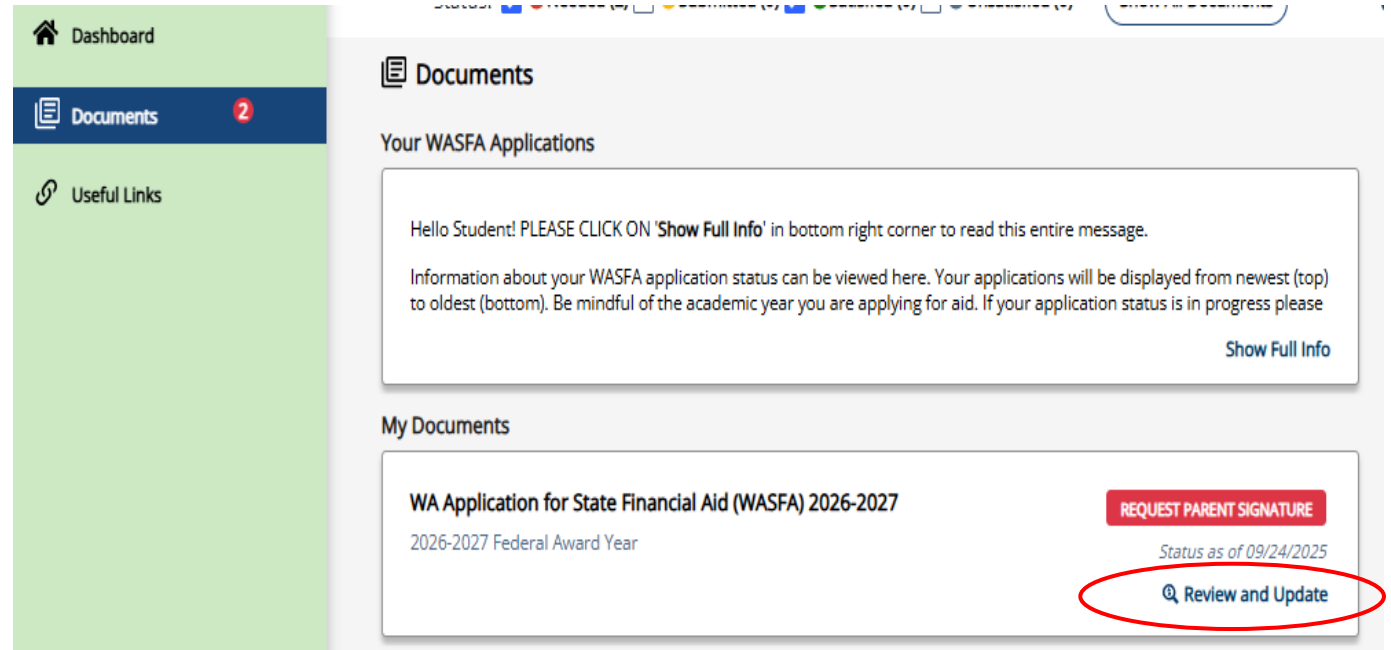 Dashboard
Documents 2
Useful Links
Documents
Your WASFA Applications
Hello Student! PLEASE CLICK ON 'Show Full Info' in bottom right corner to read this entire message.
Information about your WASFA application status can be viewed here. Your applications will be displayed from newest (top)
to oldest (bottom). Be mindful of the academic year you are applying for aid. If your application status is in progress please
Show Full Info
My Documents
WA Application for State Financial Aid (WASFA) 2026-2027
REQUEST PARENT SIGNATURE
2026-2027 Federal Award Year
Status as of 09/24/2025
Review and Update